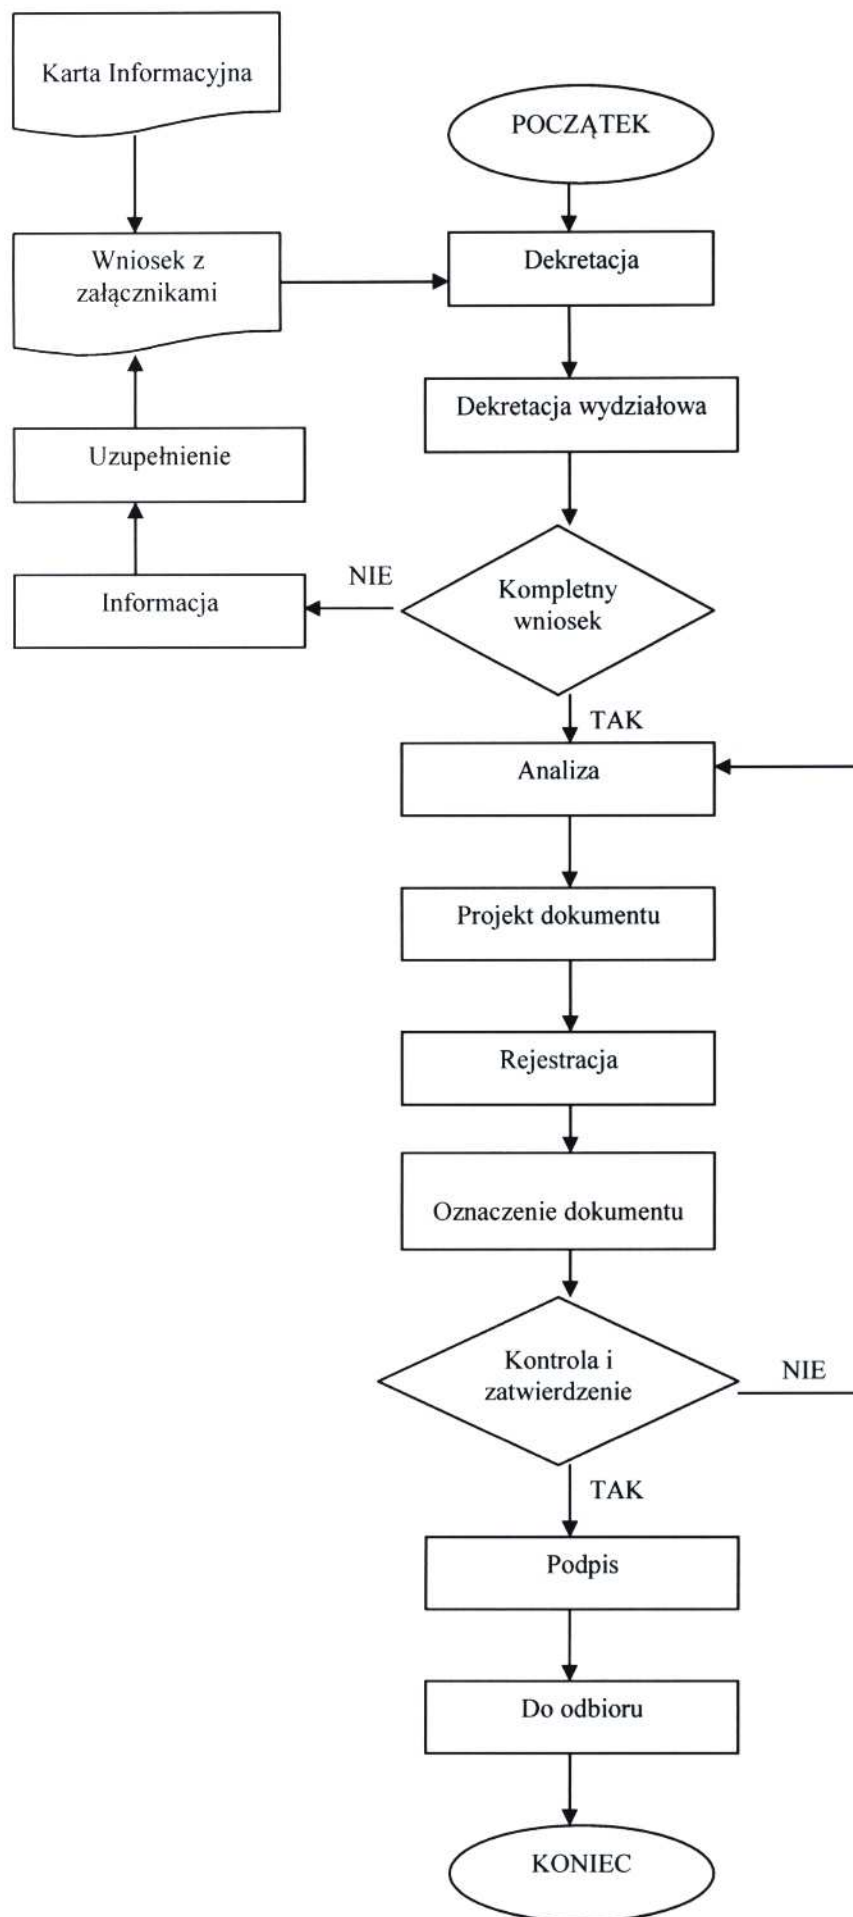 Karta Informacyjna
POCZĄTEK
Wniosek z
załącznikami
Dekretacja
Dekretacja wydziałowa
Uzupełnienie
Kompletny
wniosek
NIE
Informacja
TAK
Analiza
Projekt dokumentu
Rejestracja
Oznaczenie dokumentu
Kontrola i
zatwierdzenie
NIE
TAK
Podpis
Do odbioru
KONIEC